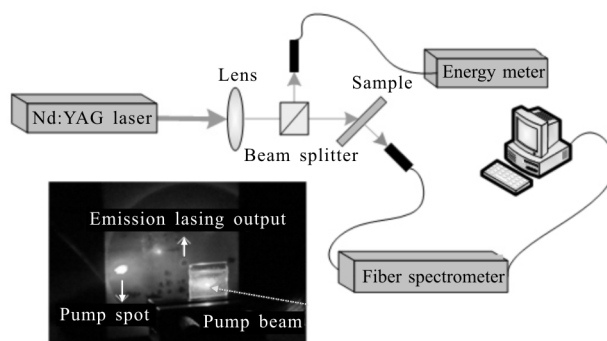 Lens
Sample
Energy meter
Nd:YAG laser
Beam splitter
Emission lasing output
Pump spot
Pump beam
Fiber spectrometer